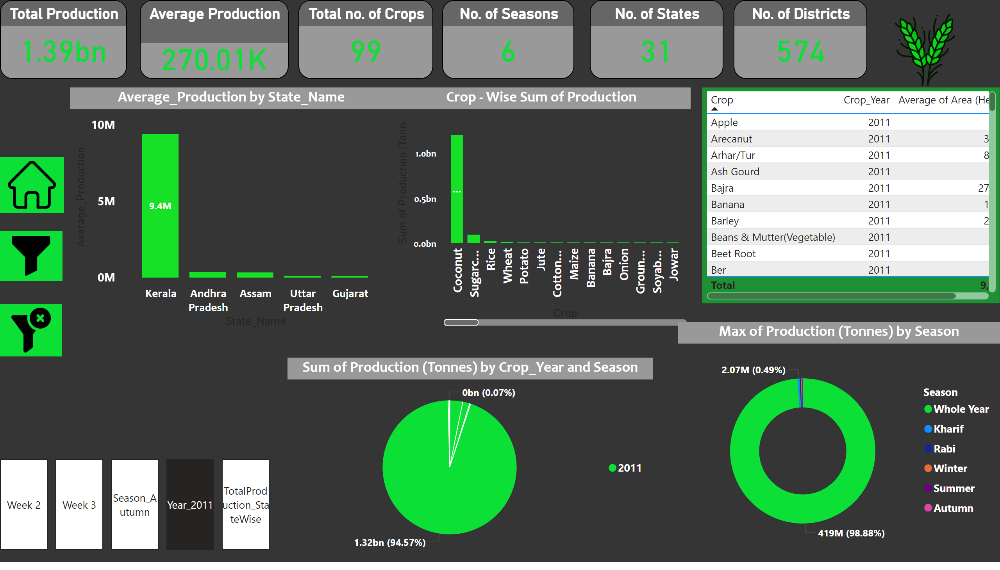 Total Production
1.39bn
Average Production
270.01K
Total no. of Crops
99
No. of Seasons
6
No. of States
31
No. of Districts
574
Average_Production by State_Name
10M
5M
0M
Average_Production
9.4M
Kerala
Andhra
Pradesh
Assam
Uttar
Pradesh
Gujarat
State_Name
Crop - Wise Sum of Production
Sum of Production (Tonn...
1.0bn
0.5bn
0.0bn
...
Coconut
Sugarc...
Rice
Wheat
Potato
Jute
Cotton...
Maize
Banana
Bajra
Onion
Groun...
Soyab...
Jowar
Crop
Crop Crop_Year Average of Area (He
Apple 2011
Arecanut 2011 3
Arhar/Tur 2011 8
Ash Gourd 2011
Bajra 2011 27
Banana 2011 1
Barley 2011 2
Beans & Mutter(Vegetable) 2011
Beet Root 2011
Ber 2011
Total 9,
Sum of Production (Tonnes) by Crop_Year and Season
0bn (0.07%)
1.32bn (94.57%)
2011
Max of Production (Tonnes) by Season
2.07M (0.49%)
419M (98.88%)
Season
Whole Year
Kharif
Rabi
Winter
Summer
Autumn
Week 2
Week 3
Season_A
utumn
Year_2011
TotalProd
uction_Sta
teWise